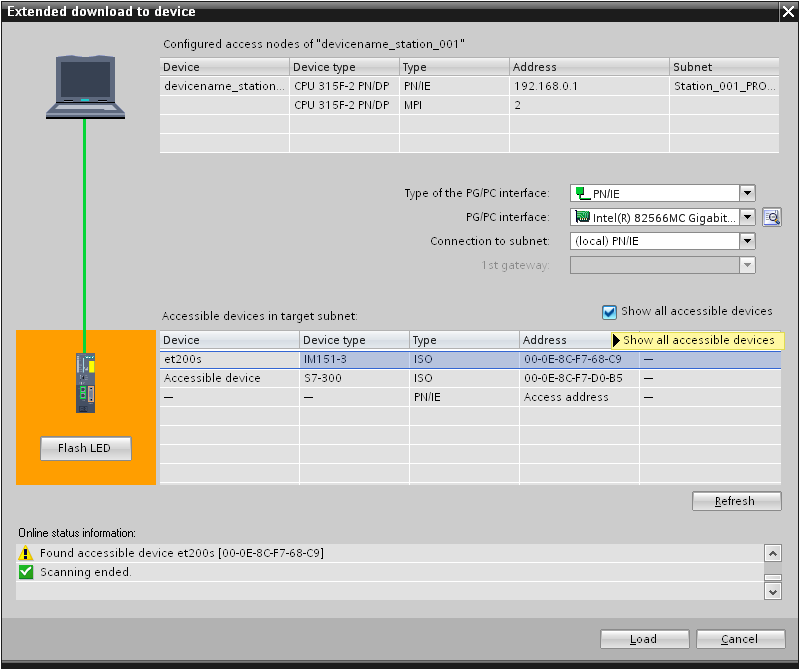 Extended download to device
Configured access nodes of "devicename_station_001"
Device Device type Type Address Subnet
devicename_station... CPU 315F-2 PN/DP PN/IE 192.168.0.1 Station_001_PRO...
CPU 315F-2 PN/DP MPI 2
Type of the PG/PC interface: PN/IE
PG/PC interface: Intel(R) 82566MC Gigabit...
Connection to subnet: (local) PN/IE
1st gateway:
Accessible devices in target subnet: Show all accessible devices
Device Device type Type Address Show all accessible devices
et200s IM151-3 ISO 00-0E-8C-F7-68-C9 —
Accessible device S7-300 ISO 00-0E-8C-F7-D0-B5 —
— — PN/IE Access address —
Flash LED
Refresh
Online status information:
Found accessible device et200s [00-0E-8C-F7-68-C9]
Scanning ended.
Load Cancel